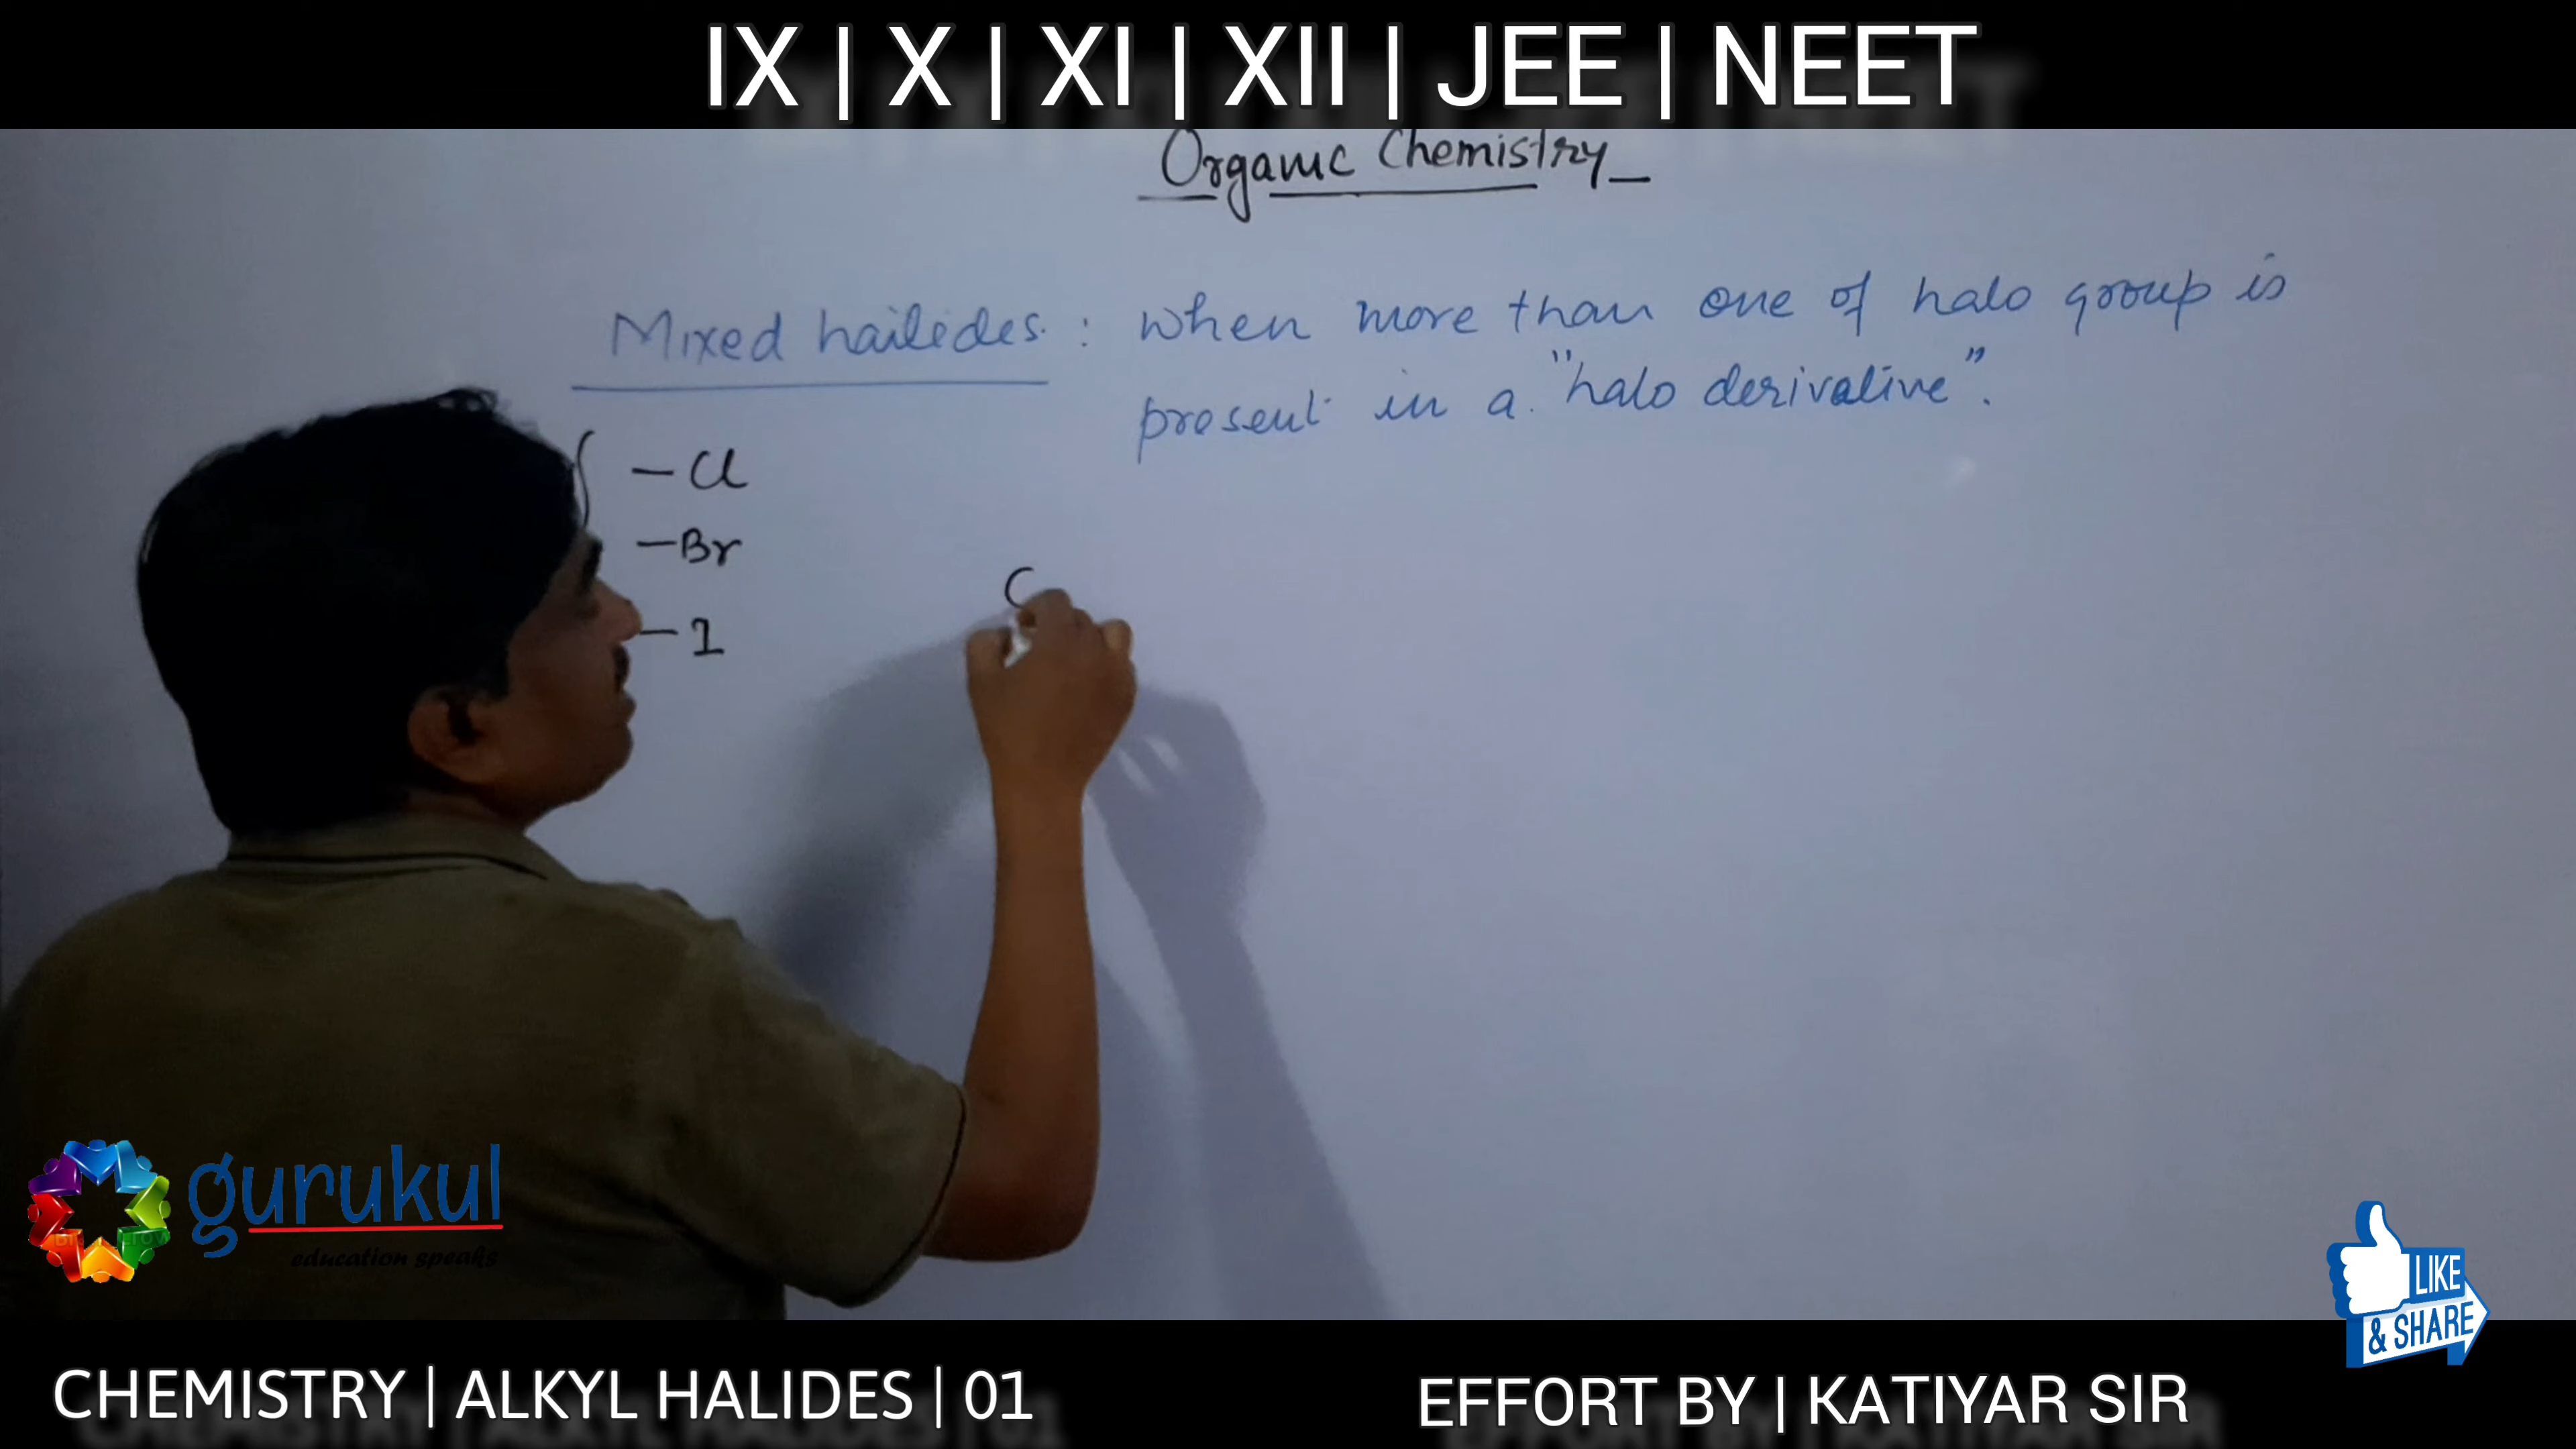 IX | X | XI | XII | JEE | NEET
Organic Chemistry
Mixed hailides : when more than one of halo group is
present in a "halo derivative".
- Cl
- Br
- I
C
gurukul
education speaks
LIKE
& SHARE
CHEMISTRY | ALKYL HALIDES | 01
EFFORT BY | KATIYAR SIR